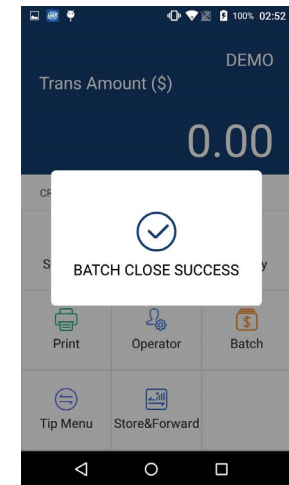 100% 02:52
DEMO
Trans Amount ($)
0.00
BATCH CLOSE SUCCESS
Print
Operator
Batch
Tip Menu
Store&Forward